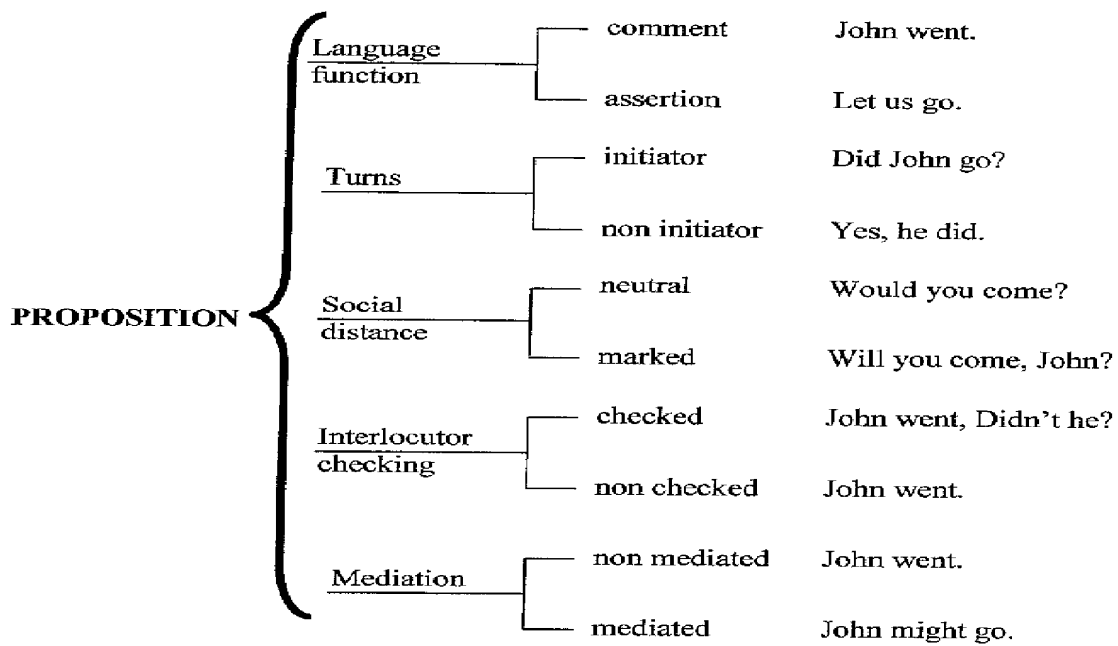 comment John went.
Language
function
assertion Let us go.
initiator Did John go?
Turns
non initiator Yes, he did.
neutral Would you come?
PROPOSITION
Social
distance
marked Will you come, John?
checked John went, Didn't he?
Interlocutor
checking
non checked John went.
non mediated John went.
Mediation
mediated John might go.